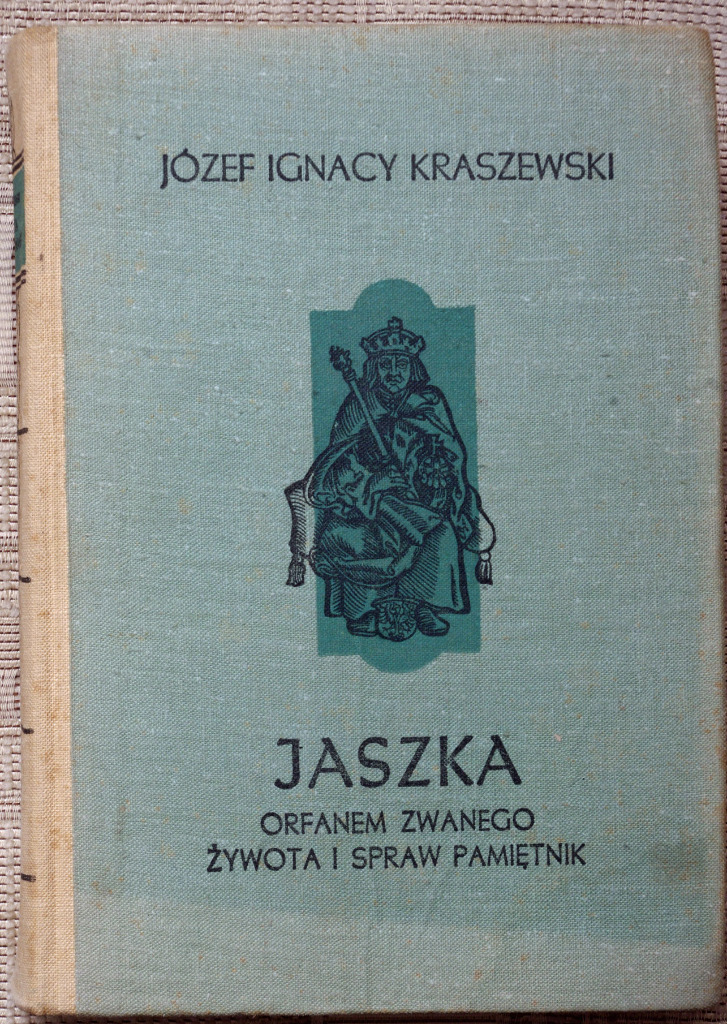 JÓZEF IGNACY KRASZEWSKI
JASZKA
ORFANEM ZWANEGO
ŻYWOTA I SPRAW PAMIĘTNIK